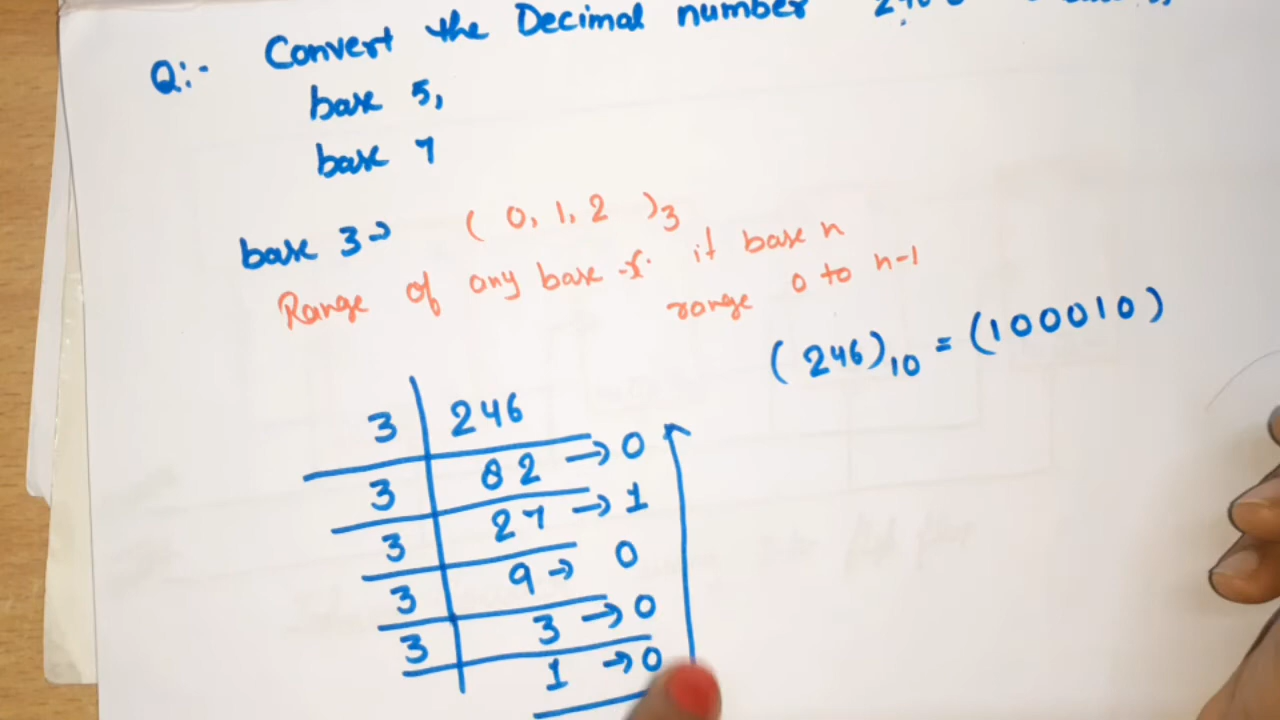 Q:- Convert the Decimal number
base 5,
base 7
base 3→ ( 0, 1, 2 )3
Range of any base -r. if base n
range 0 to n-1
(246)10 = (100010)
3 246
3 82 → 0
3 27 → 1
3 9 → 0
3 3 → 0
1 → 0